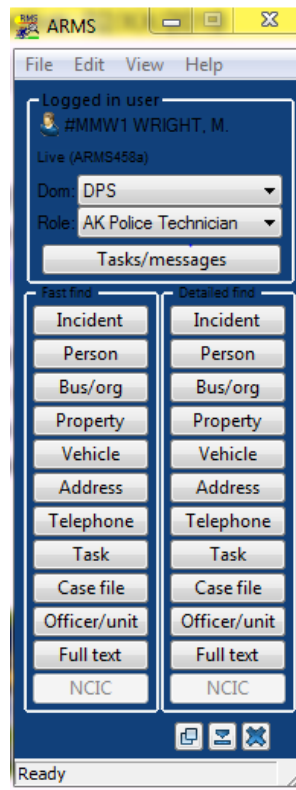 RMS ARMS
File Edit View Help
Logged in user
#MMW1 WRIGHT, M.
Live (ARMS458a)
Dom: DPS
Role: AK Police Technician
Tasks/messages
Fast find
Incident
Person
Bus/org
Property
Vehicle
Address
Telephone
Task
Case file
Officer/unit
Full text
NCIC
Detailed find
Incident
Person
Bus/org
Property
Vehicle
Address
Telephone
Task
Case file
Officer/unit
Full text
NCIC
Ready